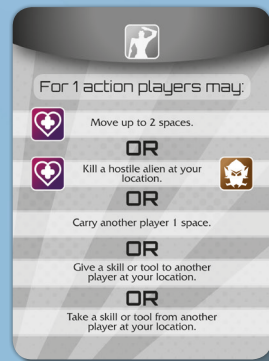 For 1 action players may:
Move up to 2 spaces.
OR
Kill a hostile alien at your
location.
OR
Carry another player 1 space.
OR
Give a skill or tool to another
player at your location.
OR
Take a skill or tool from another
player at your location.